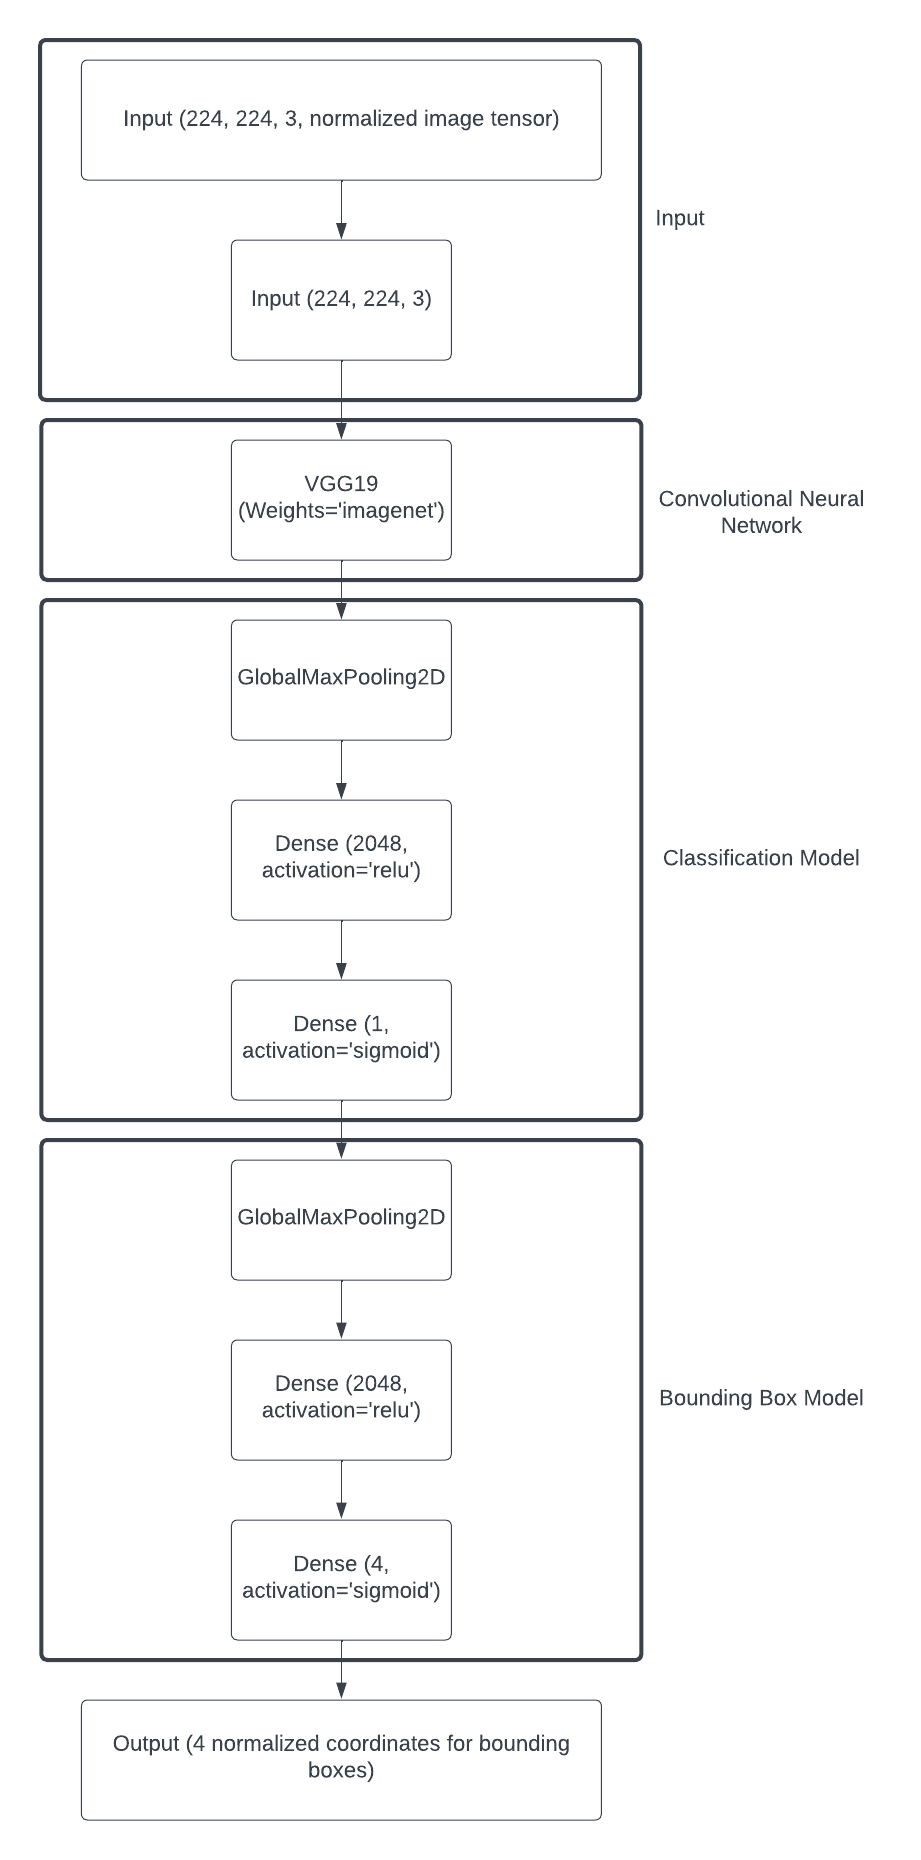 Input (224, 224, 3, normalized image tensor)
Input
Input (224, 224, 3)
VGG19
(Weights='imagenet')
Convolutional Neural
Network
GlobalMaxPooling2D
Dense (2048,
activation='relu')
Classification Model
Dense (1,
activation='sigmoid')
GlobalMaxPooling2D
Dense (2048,
activation='relu')
Bounding Box Model
Dense (4,
activation='sigmoid')
Output (4 normalized coordinates for bounding
boxes)